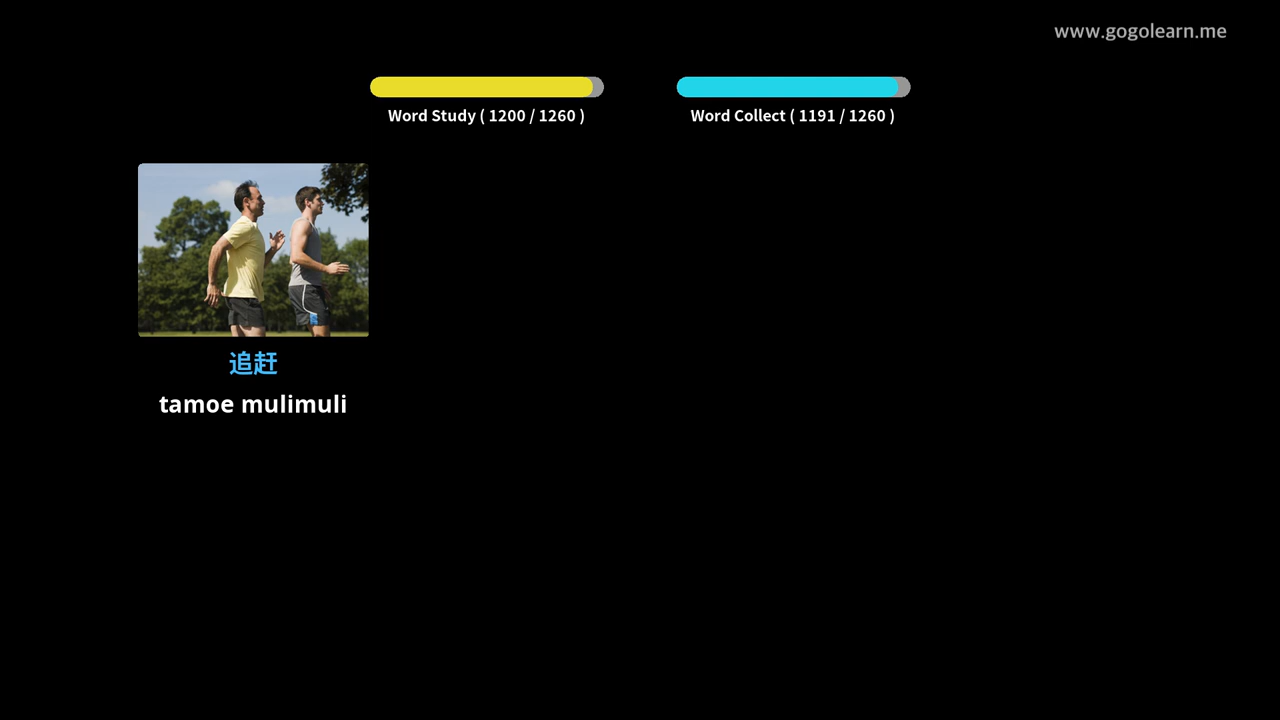 www.gogolearn.me
Word Study ( 1200 / 1260 )
Word Collect ( 1191 / 1260 )
追赶
tamoe mulimuli